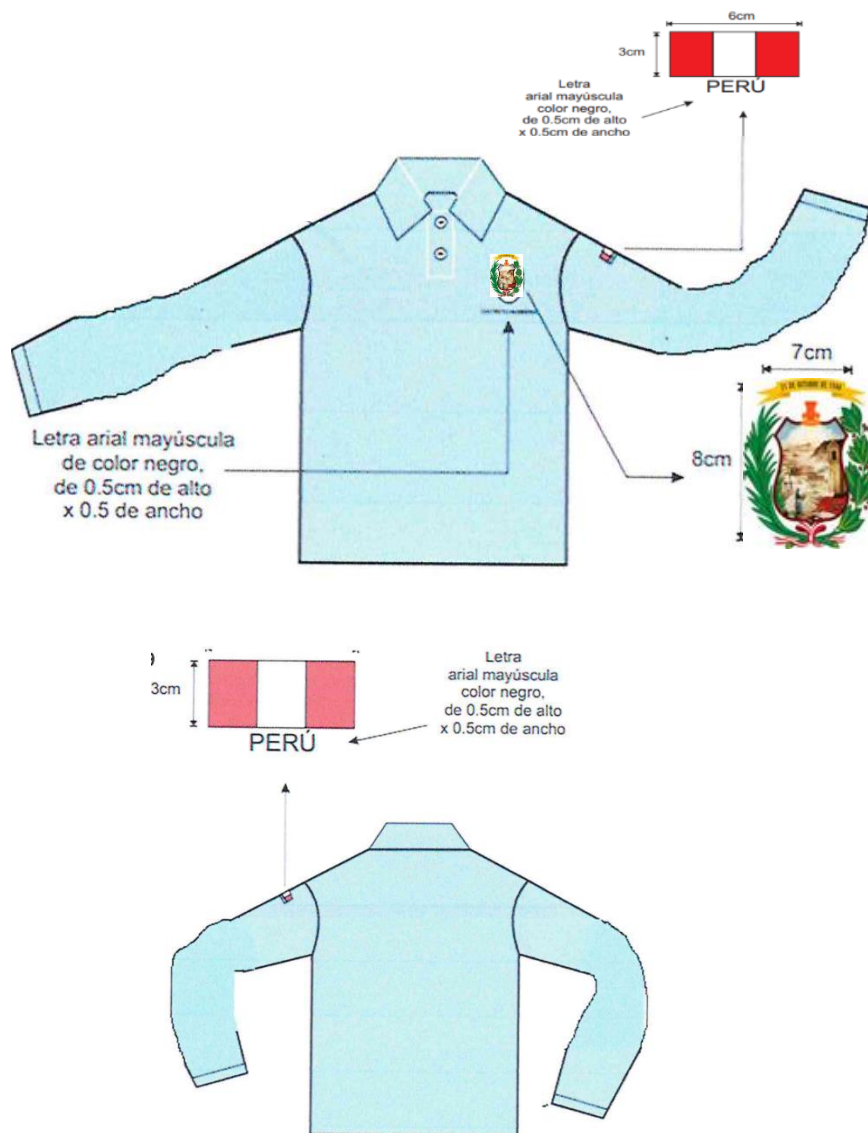 6cm
3cm
PERÚ
Letra
arial mayúscula
color negro,
de 0.5cm de alto
x 0.5cm de ancho
7cm
8cm
Letra arial mayúscula
de color negro,
de 0.5cm de alto
x 0.5 de ancho
3cm
PERÚ
Letra
arial mayúscula
color negro,
de 0.5cm de alto
x 0.5cm de ancho